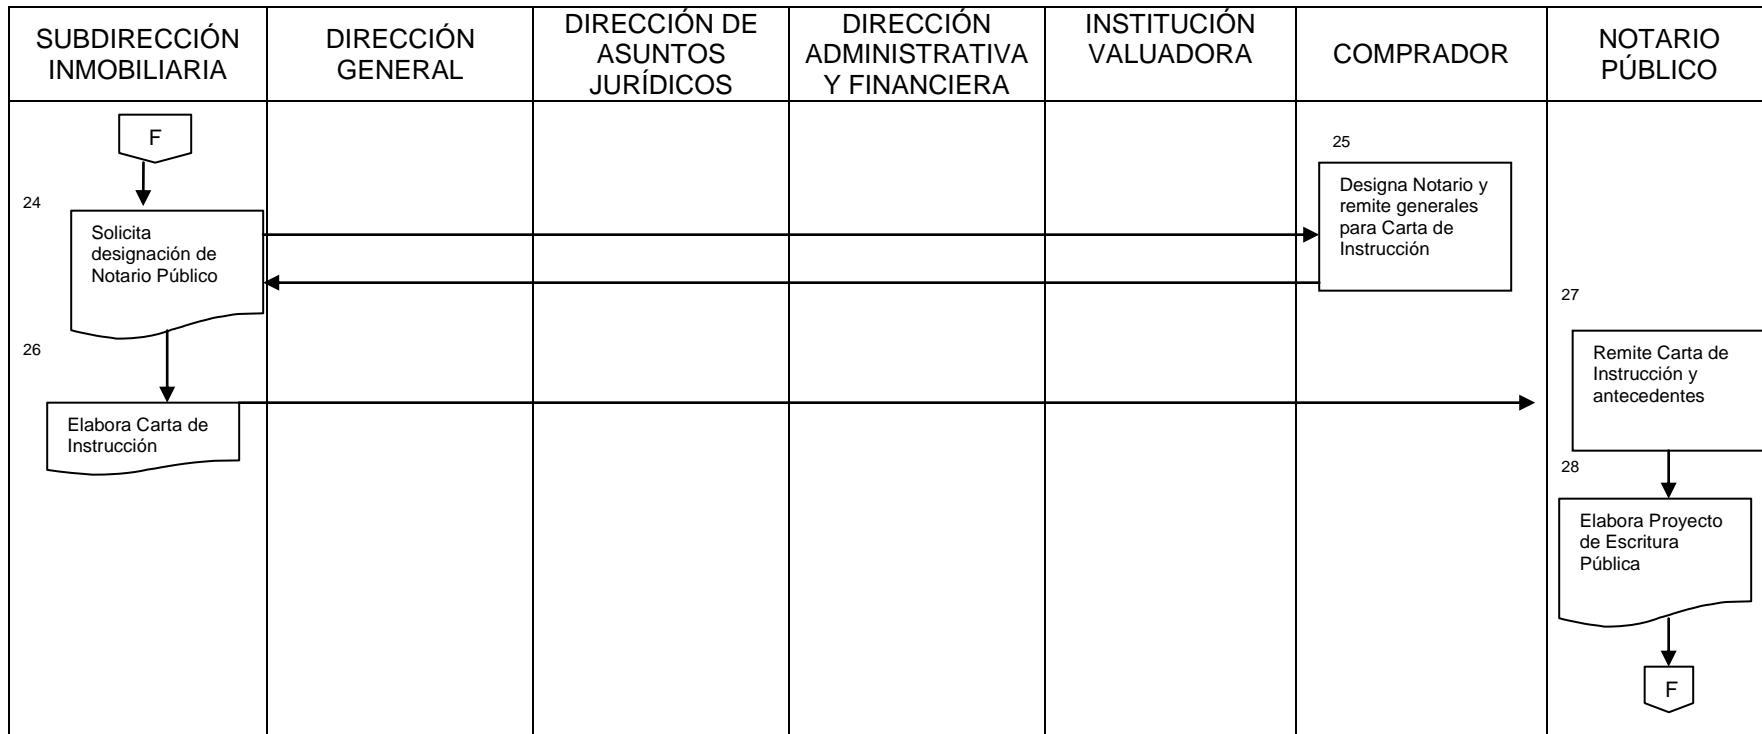 SUBDIRECCIÓN
INMOBILIARIA
DIRECCIÓN
GENERAL
DIRECCIÓN DE
ASUNTOS
JURÍDICOS
DIRECCIÓN
ADMINISTRATIVA
Y FINANCIERA
INSTITUCIÓN
VALUADORA
COMPRADOR
NOTARIO
PÚBLICO
F
24
Solicita
designación de
Notario Público
25
Designa Notario y
remite generales
para Carta de
Instrucción
26
Elabora Carta de
Instrucción
27
Remite Carta de
Instrucción y
antecedentes
28
Elabora Proyecto
de Escritura
Pública
F